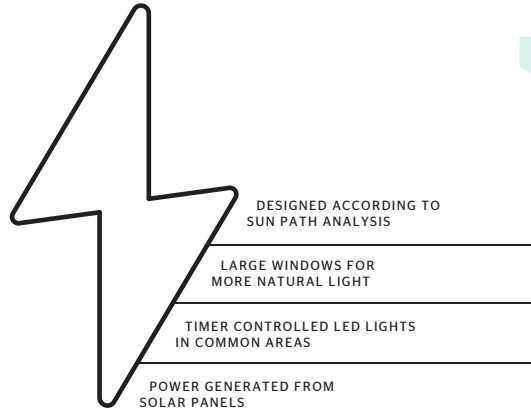 DESIGNED ACCORDING TO
SUN PATH ANALYSIS
LARGE WINDOWS FOR
MORE NATURAL LIGHT
TIMER CONTROLLED LED LIGHTS
IN COMMON AREAS
POWER GENERATED FROM
SOLAR PANELS